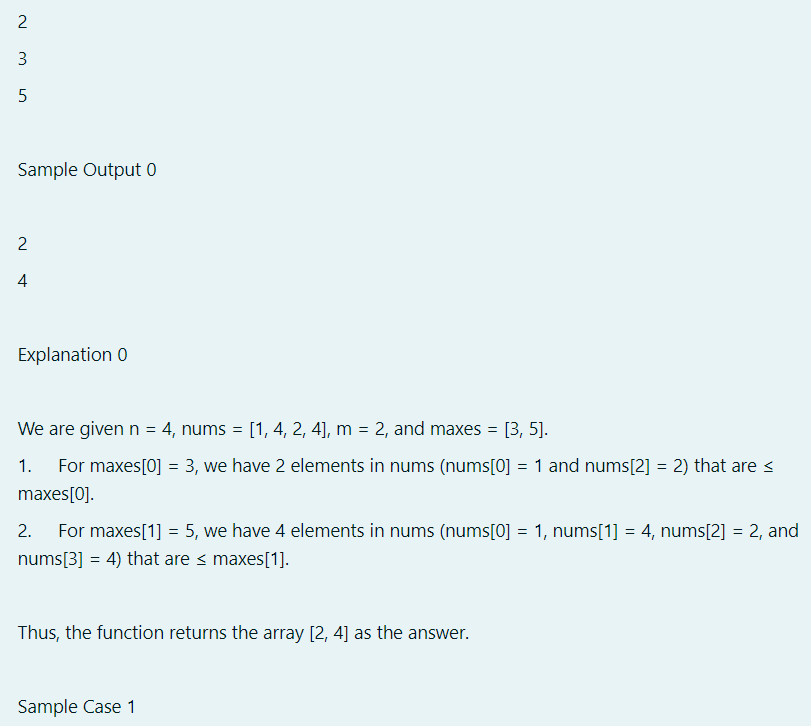 2
3
5
Sample Output 0
2
4
Explanation 0
We are given n = 4, nums = [1, 4, 2, 4], m = 2, and maxes = [3, 5].
1. For maxes[0] = 3, we have 2 elements in nums (nums[0] = 1 and nums[2] = 2) that are ≤
maxes[0].
2. For maxes[1] = 5, we have 4 elements in nums (nums[0] = 1, nums[1] = 4, nums[2] = 2, and
nums[3] = 4) that are ≤ maxes[1].
Thus, the function returns the array [2, 4] as the answer.
Sample Case 1